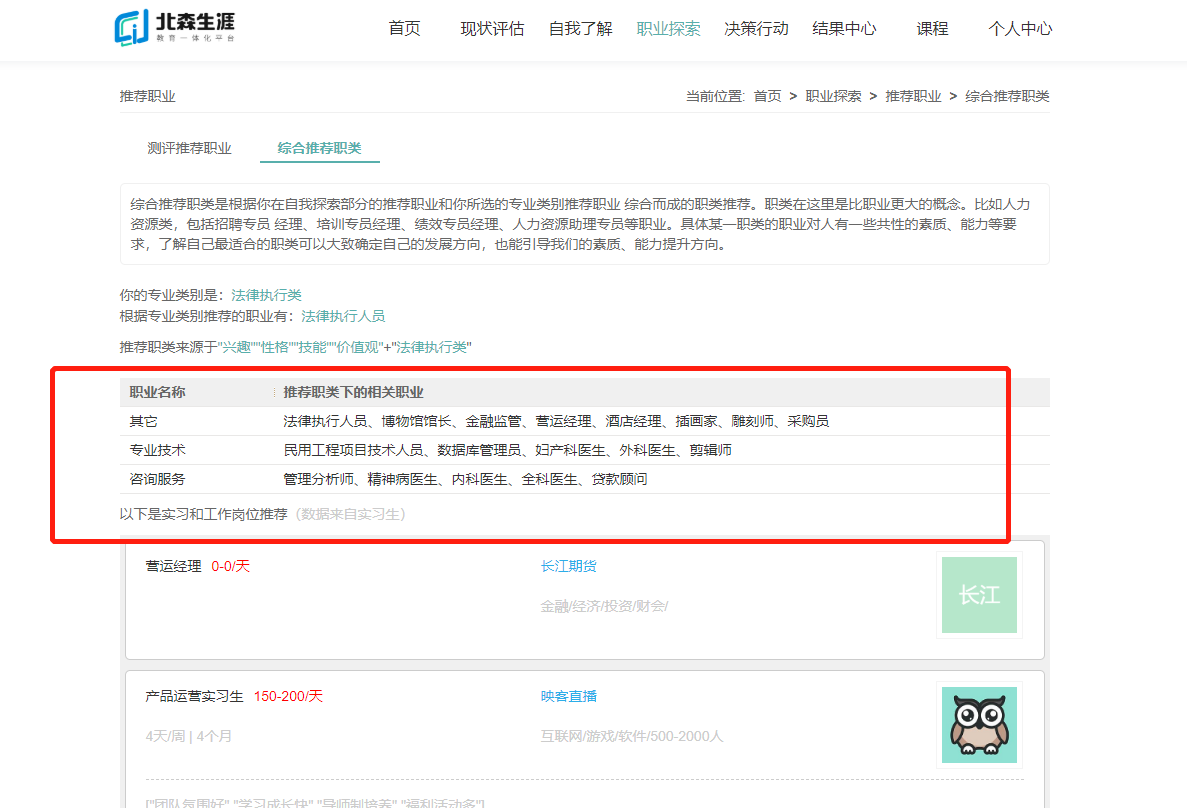 北森生涯
教育一体化平台
首页 现状评估 自我了解 职业探索 决策行动 结果中心 课程 个人中心
推荐职业 当前位置: 首页 > 职业探索 > 推荐职业 > 综合推荐职类
测评推荐职业 综合推荐职类
综合推荐职类是根据你在自我探索部分的推荐职业和你所选的专业类别推荐职业 综合而成的职类推荐。职类在这里是比职业更大的概念。比如人力
资源类，包括招聘专员 经理、培训专员经理、绩效专员经理、人力资源助理专员等职业。具体某一职类的职业对人有一些共性的素质、能力等要
求，了解自己最适合的职类可以大致确定自己的发展方向，也能引导我们的素质、能力提升方向。
你的专业类别是：法律执行类
根据专业类别推荐的职业有：法律执行人员
推荐职类来源于"兴趣""性格""技能""价值观"+"法律执行类"
职业名称 推荐职类下的相关职业
其它 法律执行人员、博物馆馆长、金融监管、营运经理、酒店经理、插画家、雕刻师、采购员
专业技术 民用工程项目技术人员、数据库管理员、妇产科医生、外科医生、剪辑师
咨询服务 管理分析师、精神病医生、内科医生、全科医生、贷款顾问
以下是实习和工作岗位推荐（数据来自实习生）
营运经理 0-0/天 长江期货
长江
金融/经济/投资/财会/
产品运营实习生 150-200/天 映客直播
4天/周 | 4个月 互联网/游戏/软件/500-2000人
["团队氛围好","学习成长快","导师制培养","福利活动多"]